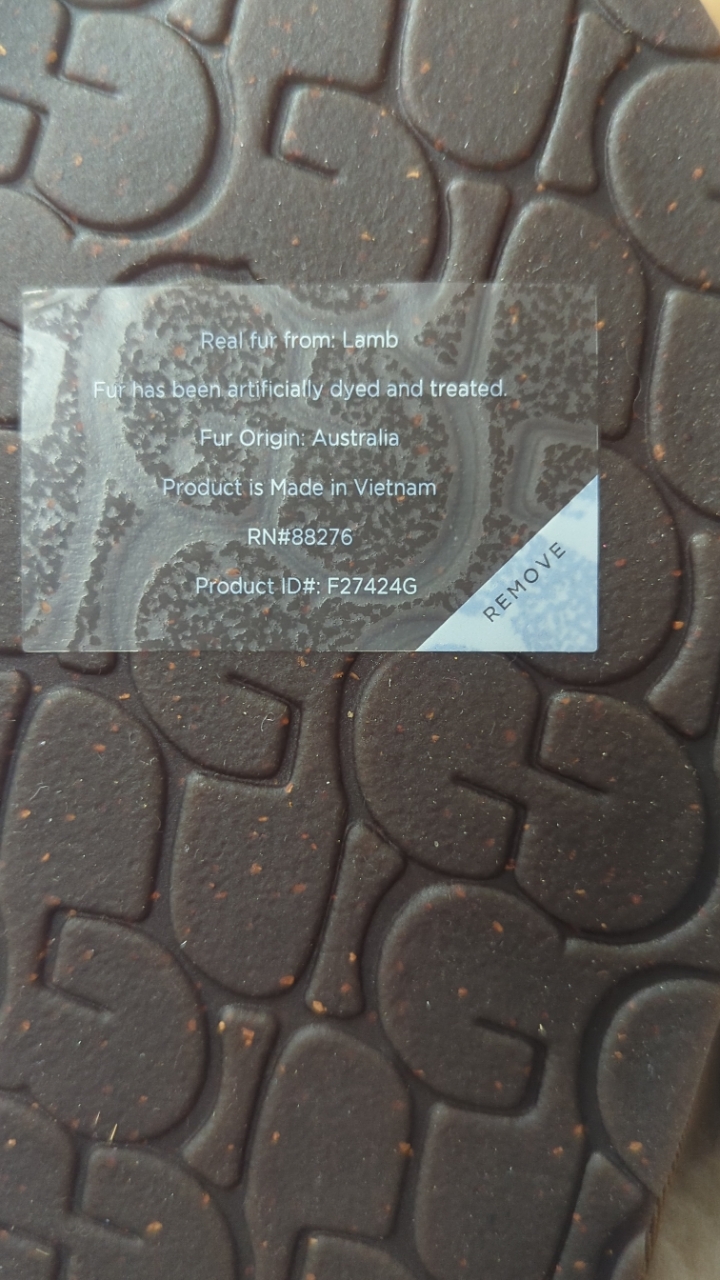 Real fur from: Lamb
Fur has been artificially dyed and treated.
Fur Origin: Australia
Product is Made in Vietnam
RN#88276
Product ID#: F27424G
REMOVE